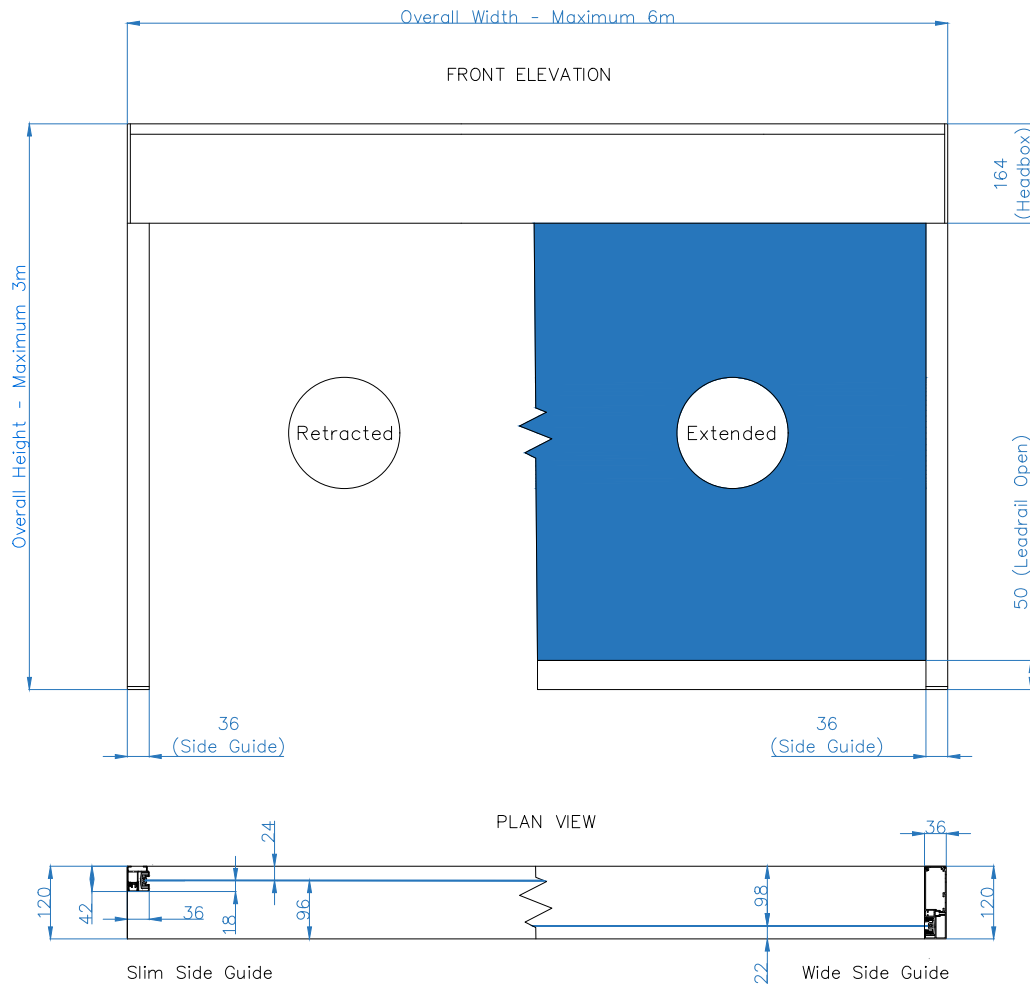 Overall Width - Maximum 6m
FRONT ELEVATION
164
(Headbox)
Overall Height - Maximum 3m
Retracted
Extended
50 (Leadrail Open)
36
(Side Guide)
36
(Side Guide)
PLAN VIEW
24
36
120
42
36
18
96
98
120
22
Slim Side Guide
Wide Side Guide